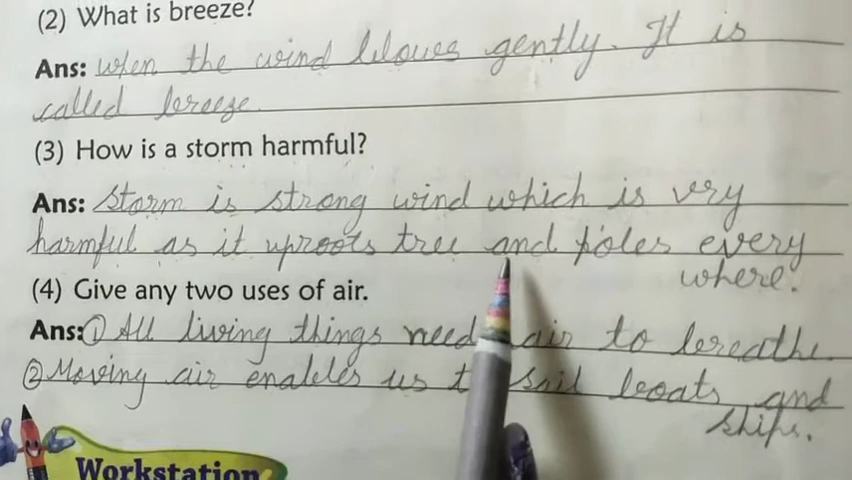 (2) What is breeze?
Ans: when the wind blows gently. It is
called breeze.
(3) How is a storm harmful?
Ans: storm is strong wind which is very
harmful as it uproots tree and poles every
where.
(4) Give any two uses of air.
Ans: ① All living things need air to breathe.
② Moving air enables us t sail boats and
ships.
Workstation